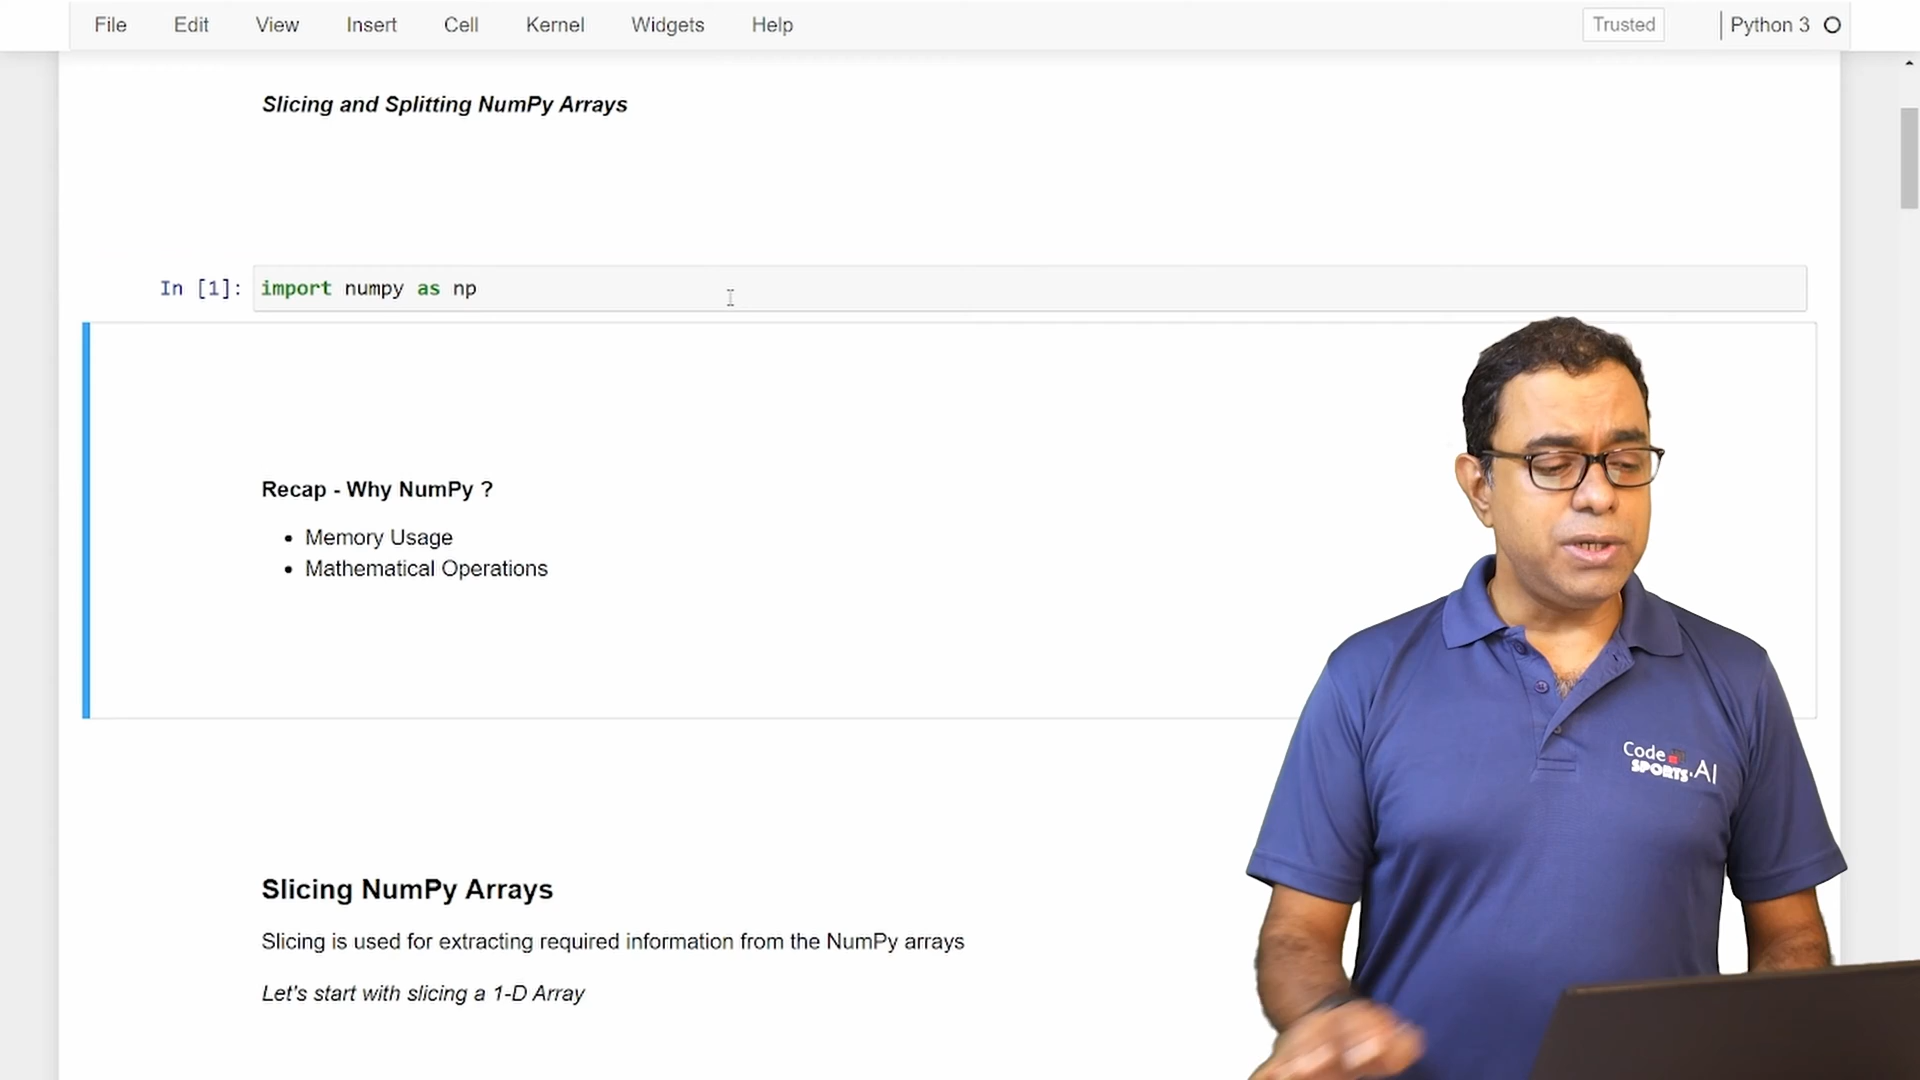 File Edit View Insert Cell Kernel Widgets Help Trusted Python 3
Slicing and Splitting NumPy Arrays
In [1]: import numpy as np
Recap - Why NumPy ?
Memory Usage
Mathematical Operations
Code
SPORTS.AI
Slicing NumPy Arrays
Slicing is used for extracting required information from the NumPy arrays
Let's start with slicing a 1-D Array